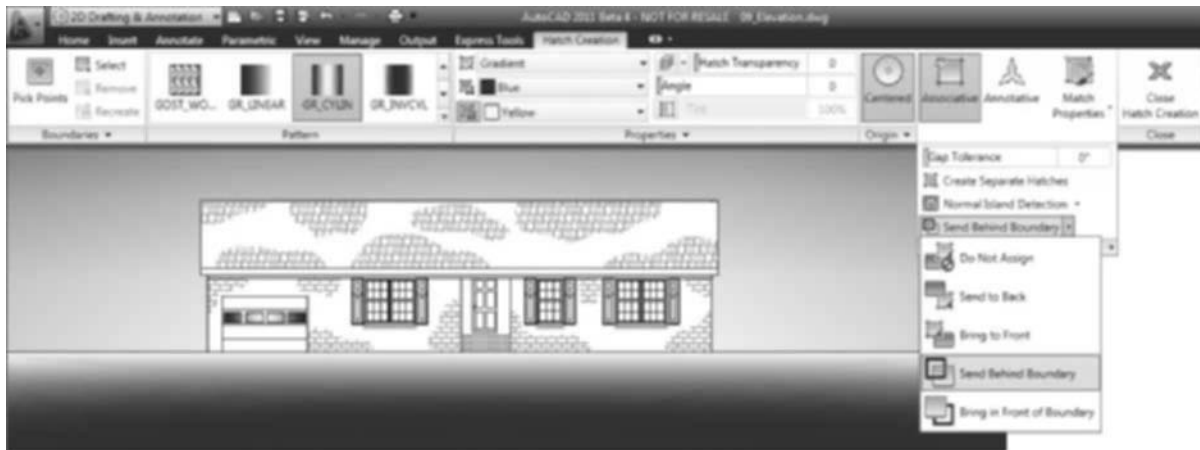 2D Drafting & Annotation
AutoCAD 2011 Beta 6 - NOT FOR RESALE 09_Elevation.dwg
Home Insert Annotate Parametric View Manage Output Express Tools Hatch Creation
Pick Points
Select
Remove
Recreate
Boundaries
GOST_WO... GR_LINEAR GR_CYLIN GR_INVCYL
Pattern
Gradient
Blue
Yellow
Hatch Transparency 0
Angle 0
Tint 100%
Properties
Centered
Origin
Associative
Annotative
Match Properties
Close Hatch Creation
Close
Gap Tolerance 0"
Create Separate Hatches
Normal Island Detection
Send Behind Boundary
Do Not Assign
Send to Back
Bring to Front
Send Behind Boundary
Bring in Front of Boundary